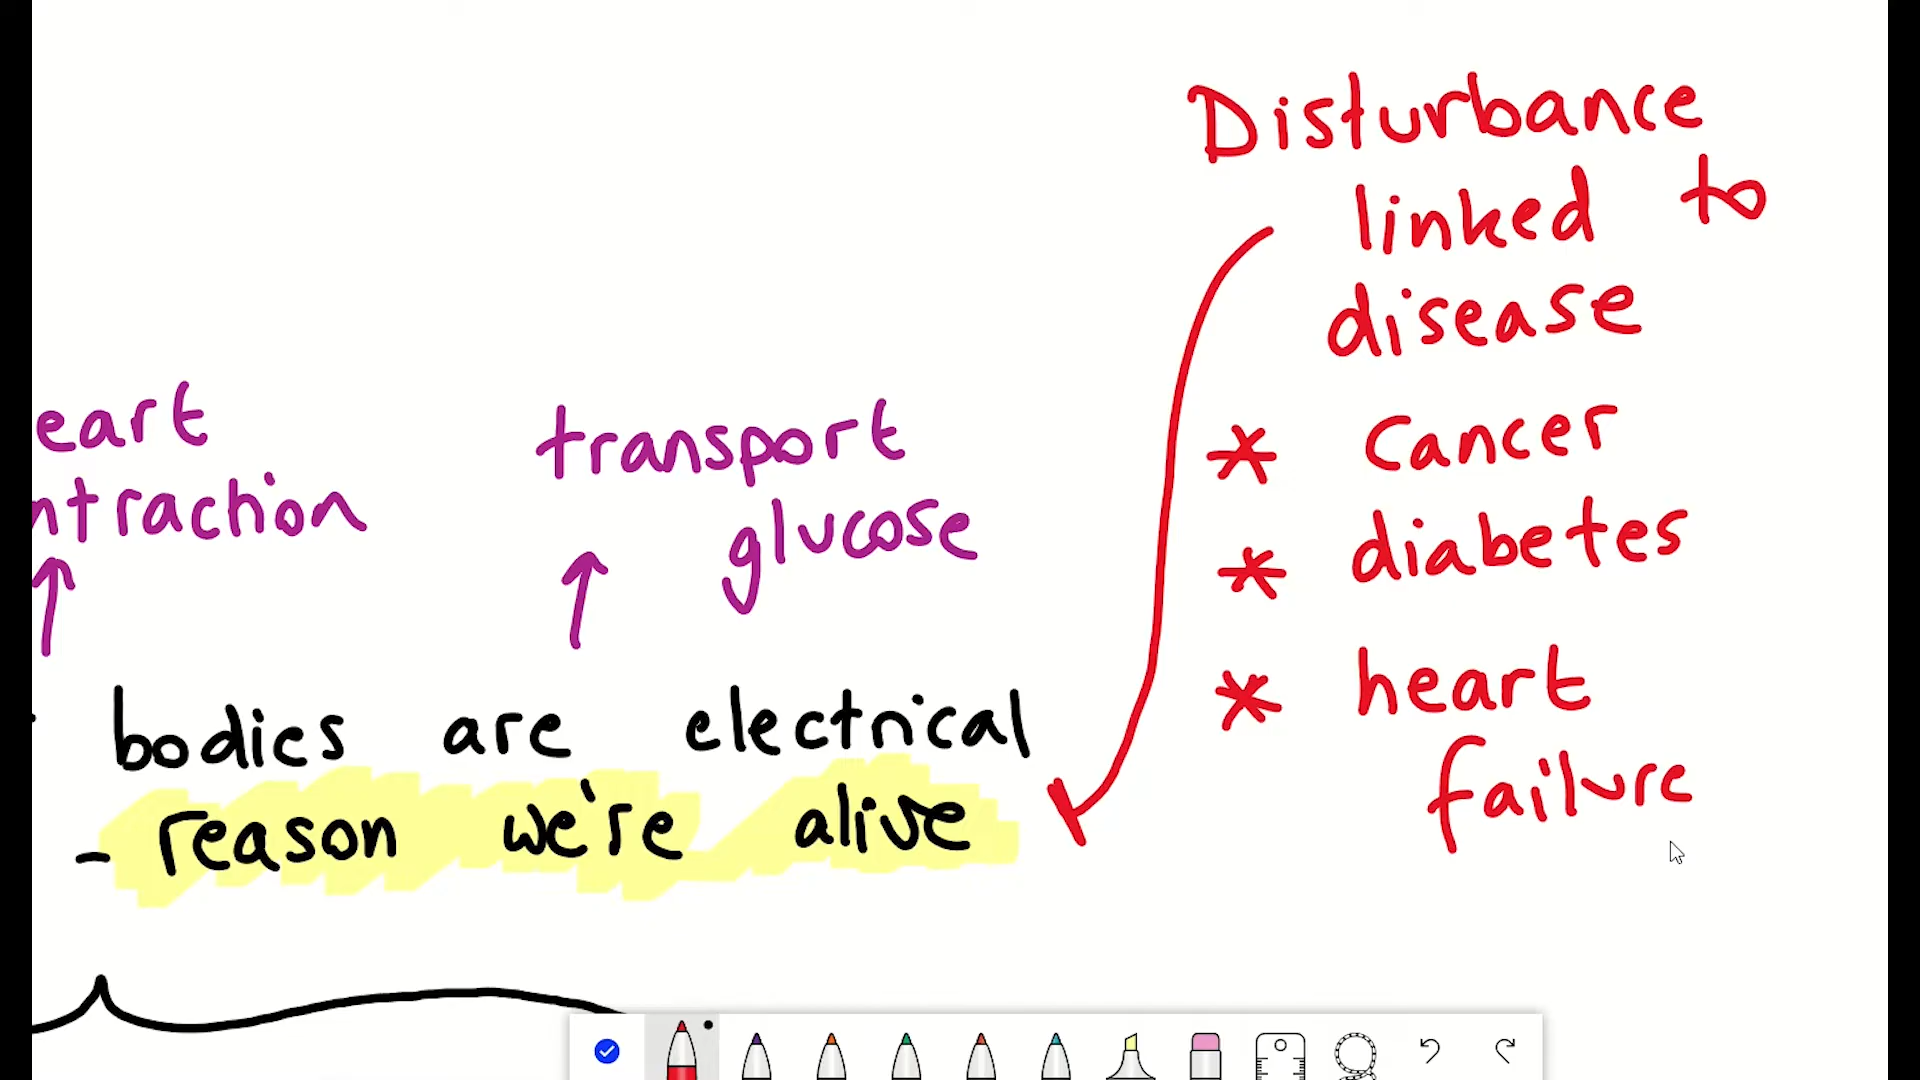 eart
ntraction
transport
glucose
bodies are electrical
- reason we're alive
Disturbance
linked to
disease
* Cancer
* diabetes
* heart
failure